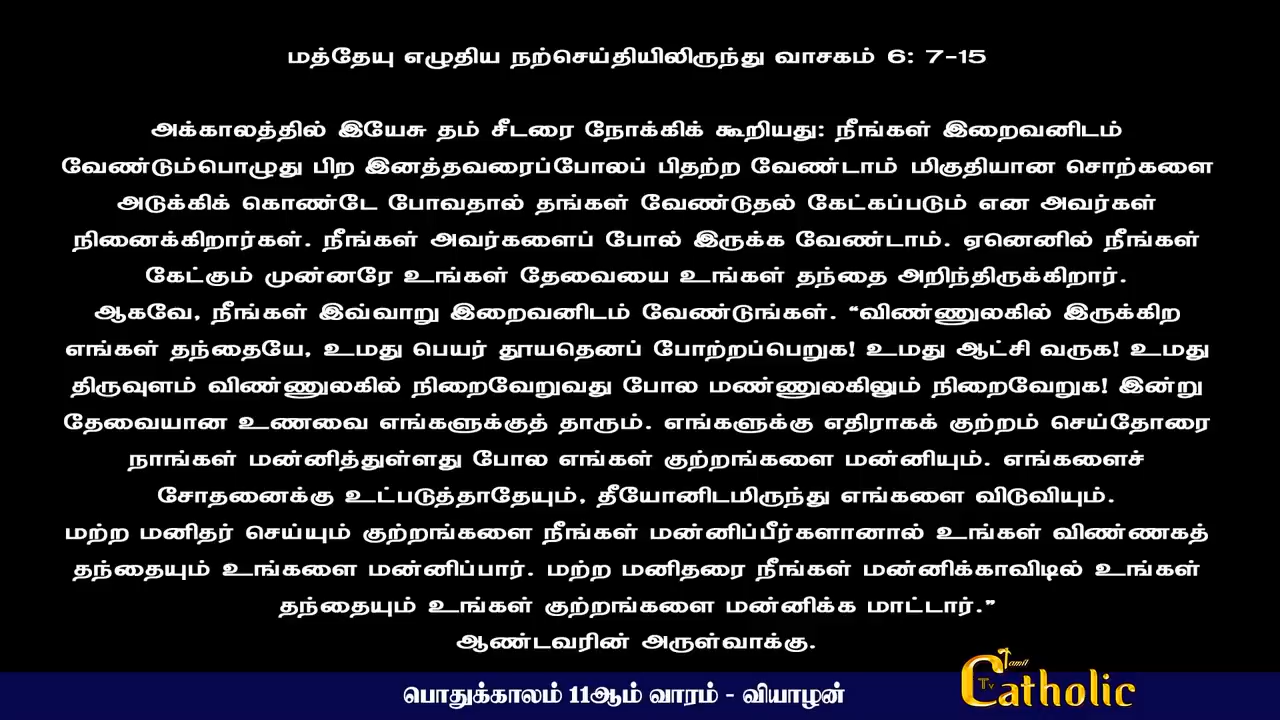 மத்தேயு எழுதிய நற்செய்தியிலிருந்து வாசகம் 6: 7-15
அக்காலத்தில் இயேசு தம் சீடரை நோக்கிக் கூறியது: நீங்கள் இறைவனிடம்
வேண்டும்பொழுது பிற இனத்தவரைப்போலப் பிதற்ற வேண்டாம் மிகுதியான சொற்களை
அடுக்கிக் கொண்டே போவதால் தங்கள் வேண்டுதல் கேட்கப்படும் என அவர்கள்
நினைக்கிறார்கள். நீங்கள் அவர்களைப் போல் இருக்க வேண்டாம். ஏனெனில் நீங்கள்
கேட்கும் முன்னரே உங்கள் தேவையை உங்கள் தந்தை அறிந்திருக்கிறார்.
ஆகவே, நீங்கள் இவ்வாறு இறைவனிடம் வேண்டுங்கள். “விண்ணுலகில் இருக்கிற
எங்கள் தந்தையே, உமது பெயர் தூயதெனப் போற்றப்பெறுக! உமது ஆட்சி வருக! உமது
திருவுளம் விண்ணுலகில் நிறைவேறுவது போல மண்ணுலகிலும் நிறைவேறுக! இன்று
தேவையான உணவை எங்களுக்குத் தாரும். எங்களுக்கு எதிராகக் குற்றம் செய்தோரை
நாங்கள் மன்னித்துள்ளது போல எங்கள் குற்றங்களை மன்னியும். எங்களைச்
சோதனைக்கு உட்படுத்தாதேயும், தீயோனிடமிருந்து எங்களை விடுவியும்.
மற்ற மனிதர் செய்யும் குற்றங்களை நீங்கள் மன்னிப்பீர்களானால் உங்கள் விண்ணகத்
தந்தையும் உங்களை மன்னிப்பார். மற்ற மனிதரை நீங்கள் மன்னிக்காவிடில் உங்கள்
தந்தையும் உங்கள் குற்றங்களை மன்னிக்க மாட்டார்.”
ஆண்டவரின் அருள்வாக்கு.
பொதுக்காலம் 11ஆம் வாரம் - வியாழன்
Tamil
Catholic
Tv